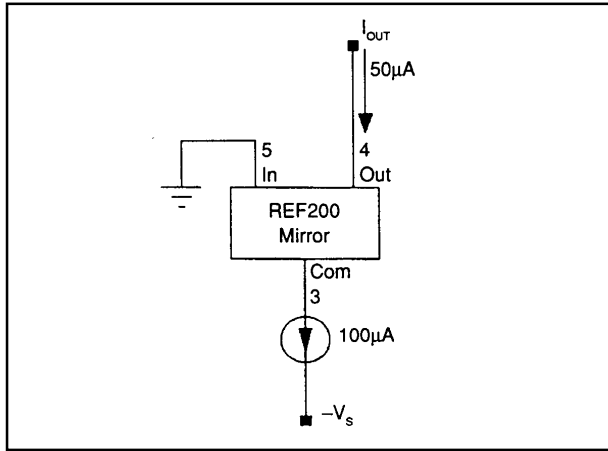 I_OUT
50μA
5
4
In
Out
REF200
Mirror
Com
3
100μA
–V_S